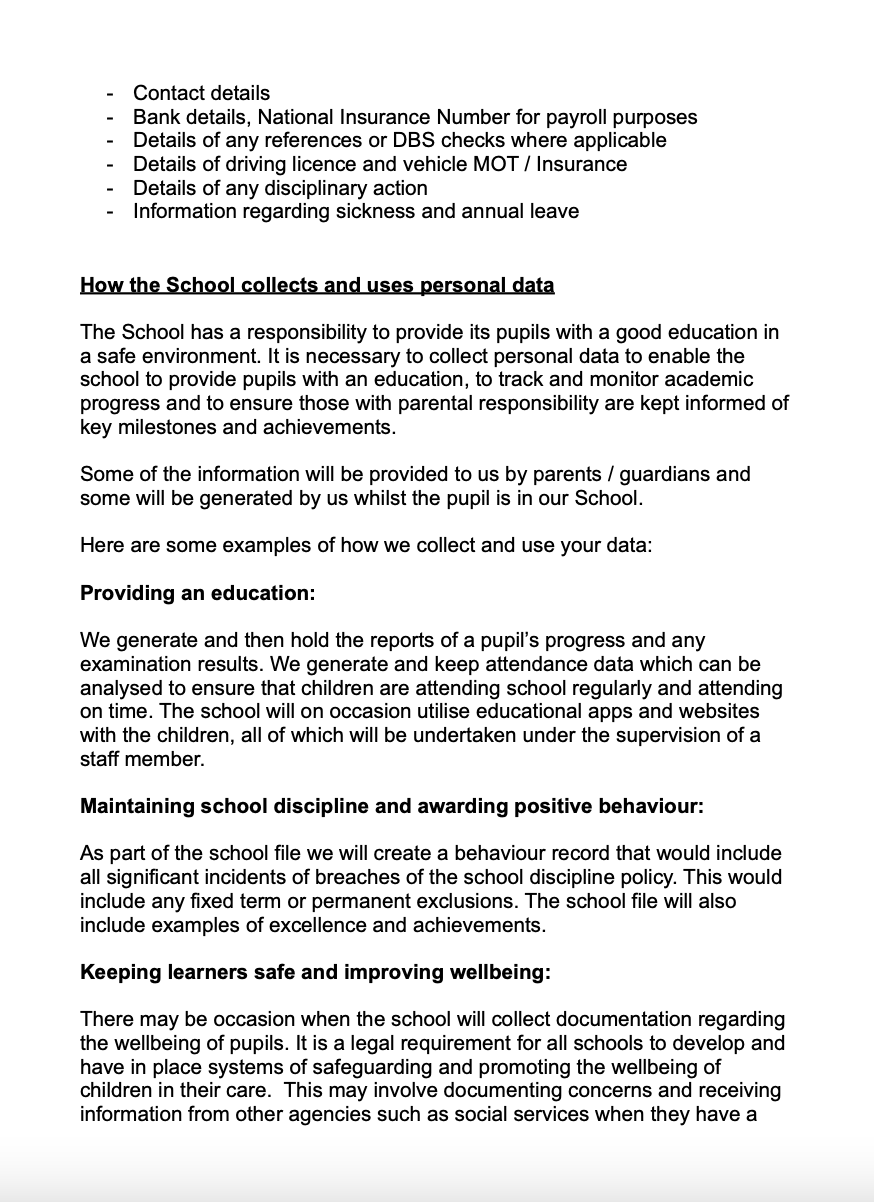 - Contact details
- Bank details, National Insurance Number for payroll purposes
- Details of any references or DBS checks where applicable
- Details of driving licence and vehicle MOT / Insurance
- Details of any disciplinary action
- Information regarding sickness and annual leave
How the School collects and uses personal data
The School has a responsibility to provide its pupils with a good education in
a safe environment. It is necessary to collect personal data to enable the
school to provide pupils with an education, to track and monitor academic
progress and to ensure those with parental responsibility are kept informed of
key milestones and achievements.
Some of the information will be provided to us by parents / guardians and
some will be generated by us whilst the pupil is in our School.
Here are some examples of how we collect and use your data:
Providing an education:
We generate and then hold the reports of a pupil’s progress and any
examination results. We generate and keep attendance data which can be
analysed to ensure that children are attending school regularly and attending
on time. The school will on occasion utilise educational apps and websites
with the children, all of which will be undertaken under the supervision of a
staff member.
Maintaining school discipline and awarding positive behaviour:
As part of the school file we will create a behaviour record that would include
all significant incidents of breaches of the school discipline policy. This would
include any fixed term or permanent exclusions. The school file will also
include examples of excellence and achievements.
Keeping learners safe and improving wellbeing:
There may be occasion when the school will collect documentation regarding
the wellbeing of pupils. It is a legal requirement for all schools to develop and
have in place systems of safeguarding and promoting the wellbeing of
children in their care.  This may involve documenting concerns and receiving
information from other agencies such as social services when they have a